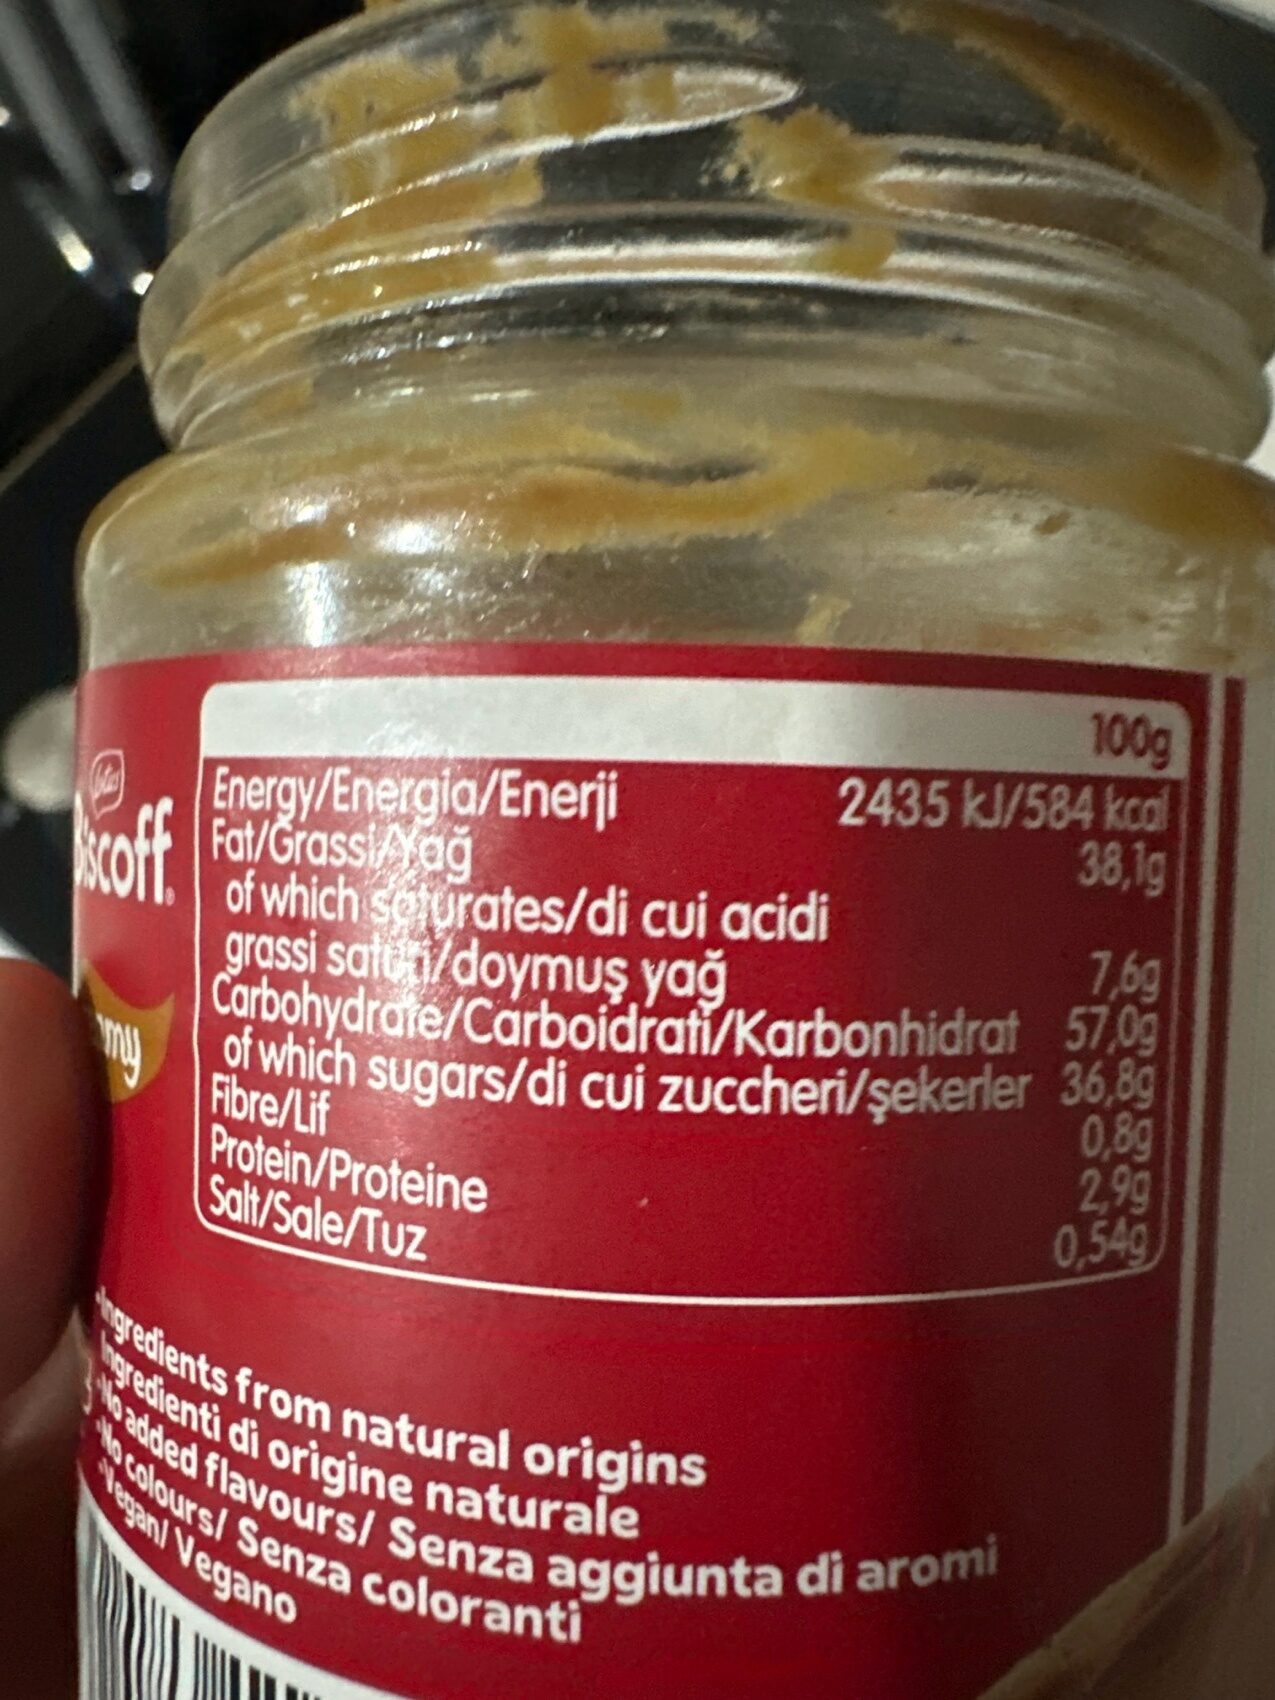 Lotus
Biscoff
100g
Energy/Energia/Enerji 2435 kJ/584 kcal
Fat/Grassi/Yağ 38,1g
of which saturates/di cui acidi
grassi saturi/doymuş yağ 7,6g
Carbohydrate/Carboidrati/Karbonhidrat 57,0g
of which sugars/di cui zuccheri/şekerler 36,8g
Fibre/Lif 0,8g
Protein/Proteine 2,9g
Salt/Sale/Tuz 0,54g
-Ingredients from natural origins
Ingredienti di origine naturale
-No added flavours/ Senza aggiunta di aromi
-No colours/ Senza coloranti
-Vegan/ Vegano